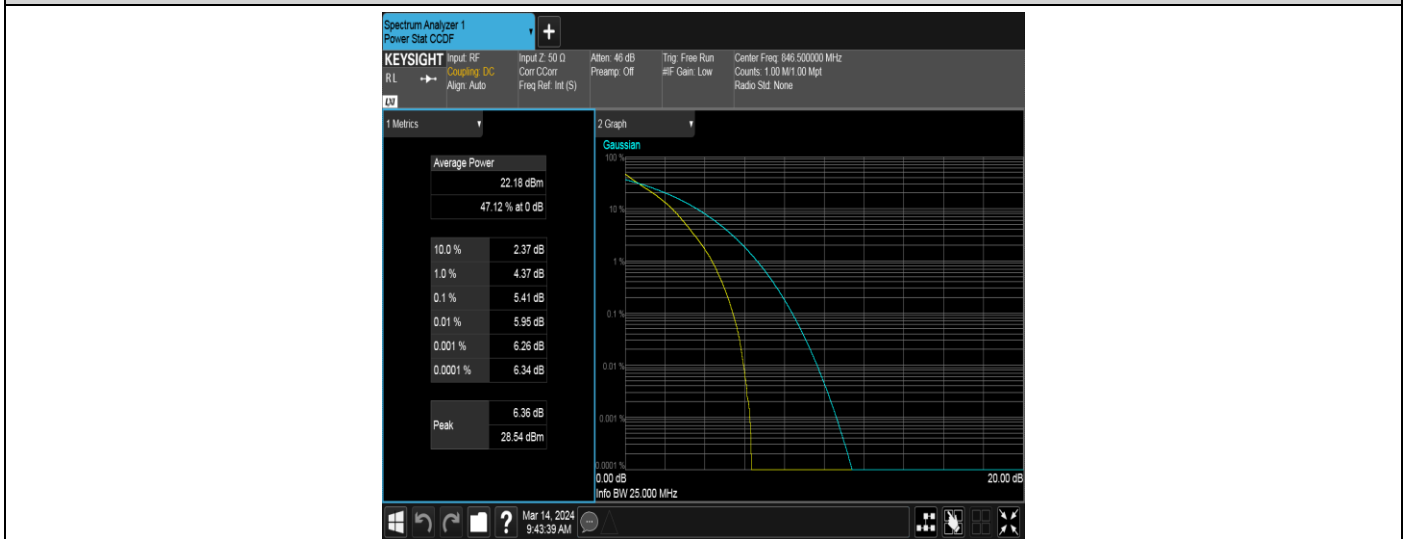 Spectrum Analyzer 1
Power Stat CCDF
+
KEYSIGHT
RL
LXI
Input: RF
Coupling: DC
Align: Auto
Input Z: 50 Ω
Corr CCorr
Freq Ref: Int (S)
Atten: 46 dB
Preamp: Off
Trig: Free Run
#IF Gain: Low
Center Freq: 846.500000 MHz
Counts: 1.00 M/1.00 Mpt
Radio Std: None
1 Metrics
Average Power
22.18 dBm
47.12 % at 0 dB
10.0 % 2.37 dB
1.0 % 4.37 dB
0.1 % 5.41 dB
0.01 % 5.95 dB
0.001 % 6.26 dB
0.0001 % 6.34 dB
Peak
6.36 dB
28.54 dBm
2 Graph
Gaussian
100 %
10 %
1 %
0.1 %
0.01 %
0.001 %
0.0001 %
0.00 dB 20.00 dB
Info BW 25.000 MHz
?
Mar 14, 2024
9:43:39 AM